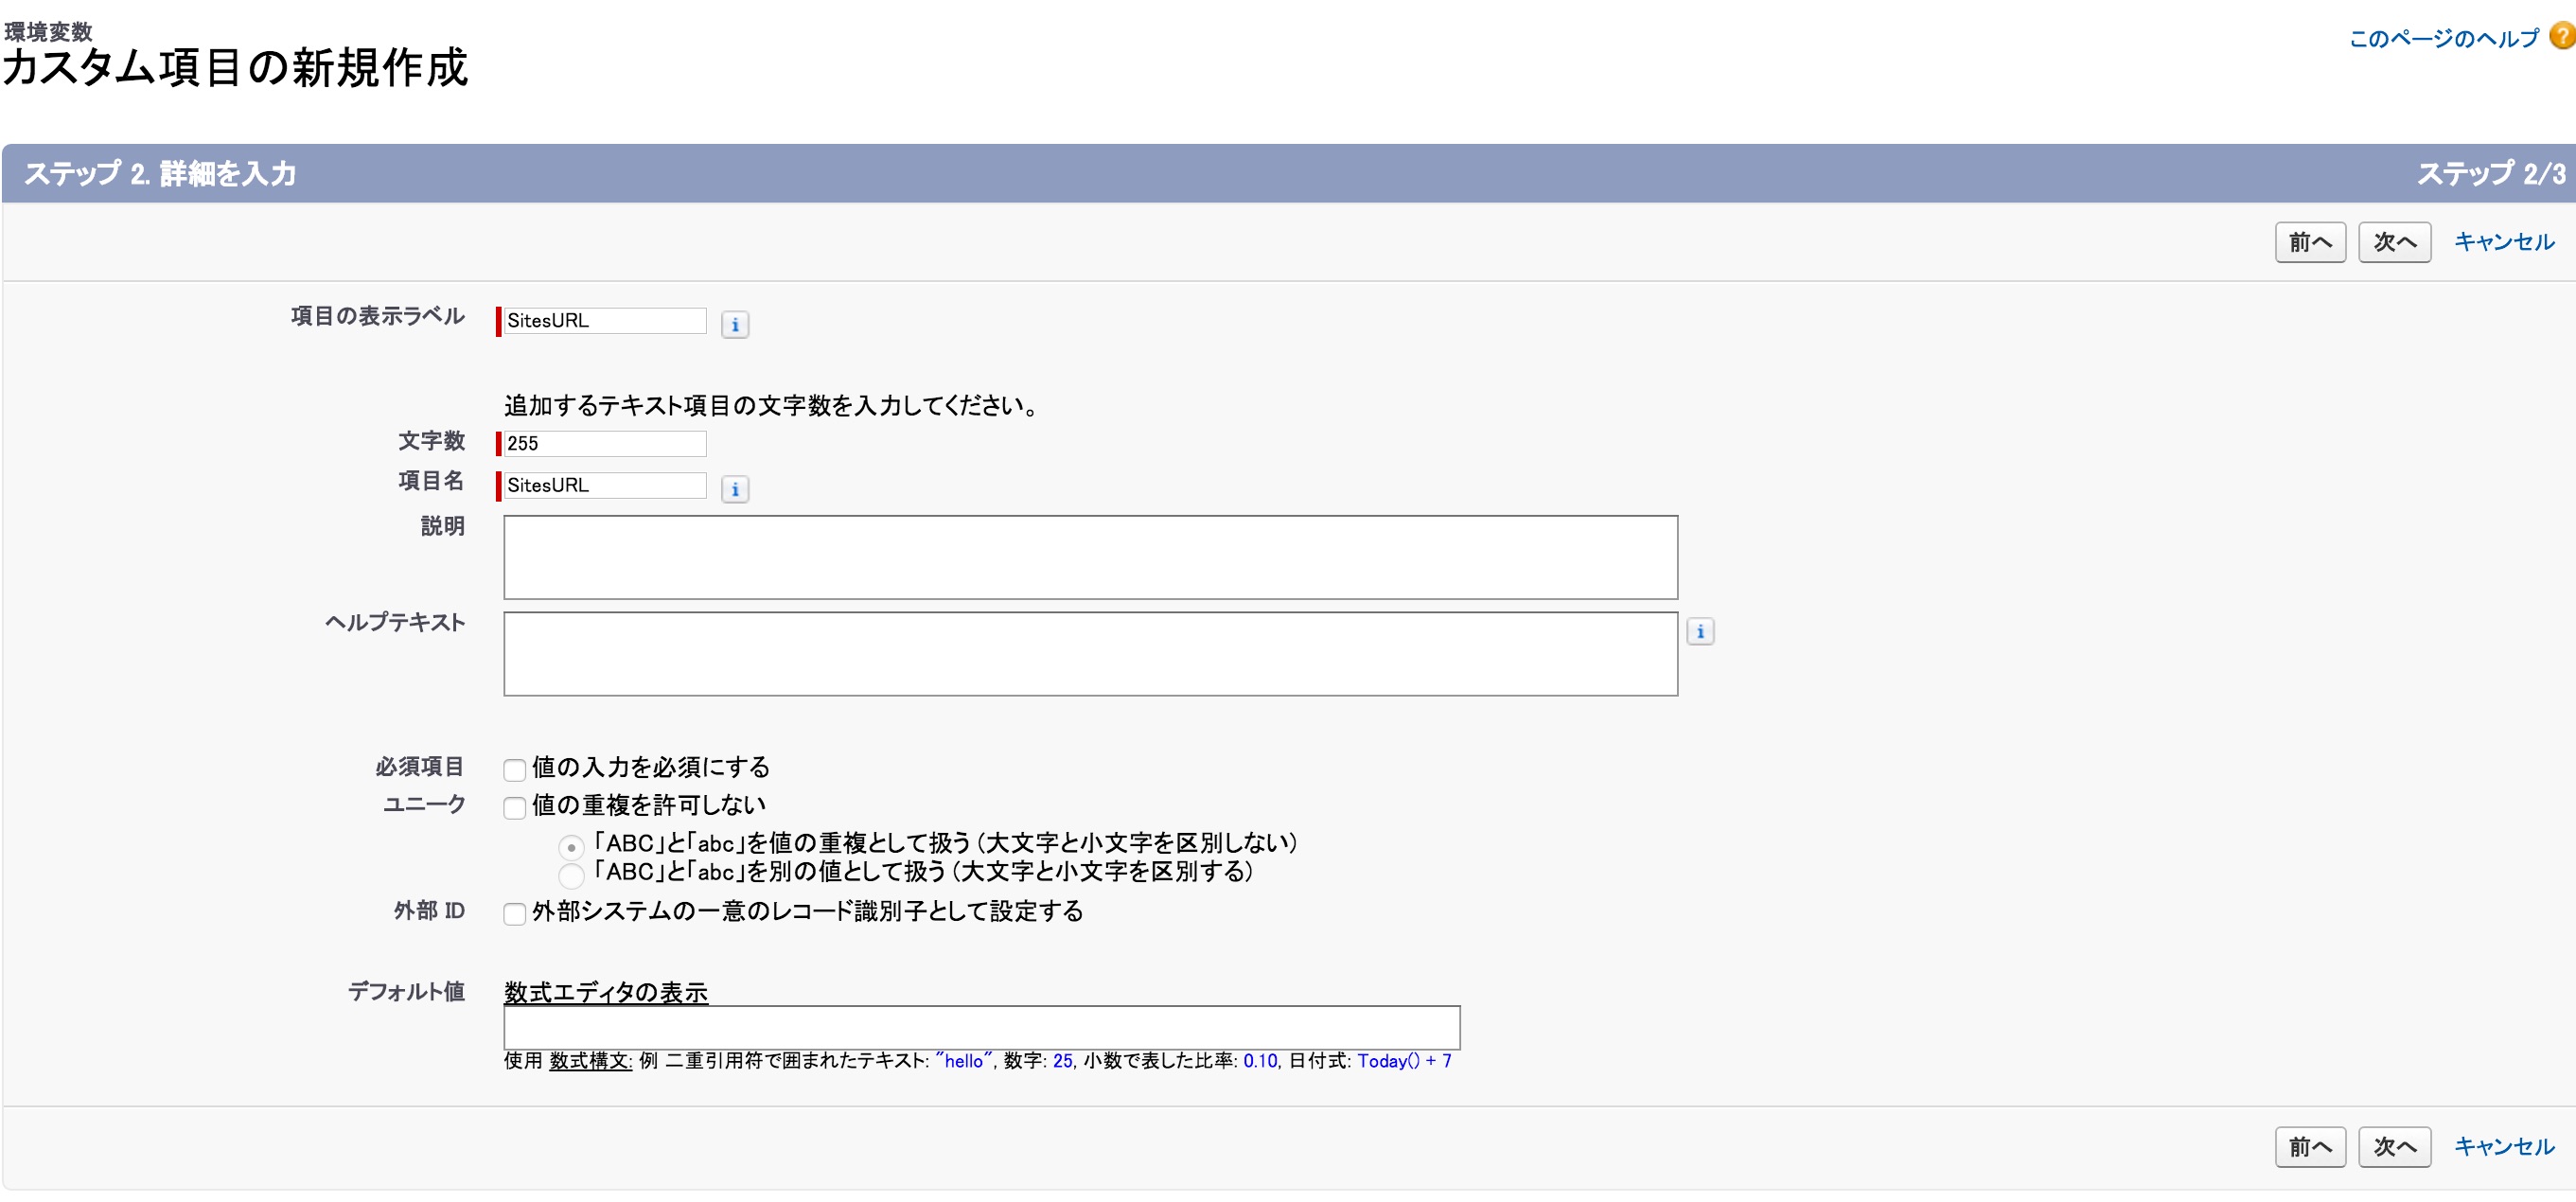 環境変数
カスタム項目の新規作成
このページのヘルプ ?
ステップ 2. 詳細を入力
ステップ 2/3
前へ 次へ キャンセル
項目の表示ラベル SitesURL i
追加するテキスト項目の文字数を入力してください。
文字数 255
項目名 SitesURL i
説明
ヘルプテキスト i
必須項目 値の入力を必須にする
ユニーク 値の重複を許可しない
「ABC」と「abc」を値の重複として扱う (大文字と小文字を区別しない)
「ABC」と「abc」を別の値として扱う (大文字と小文字を区別する)
外部 ID 外部システムの一意のレコード識別子として設定する
デフォルト値 数式エディタの表示
使用 数式構文: 例 二重引用符で囲まれたテキスト: "hello", 数字: 25, 小数で表した比率: 0.10, 日付式: Today() + 7
前へ 次へ キャンセル